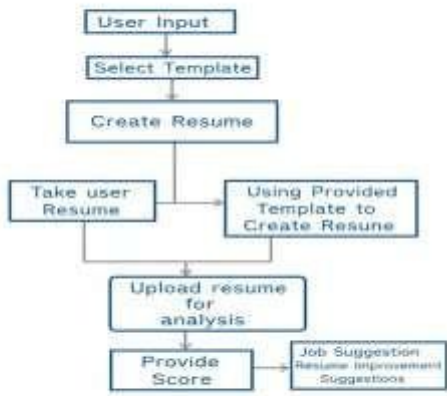 User Input
Select Template
Create Resume
Take user
Resume
Using Provided
Template to
Create Resune
Upload resume
for
analysis
Provide
Score
Job Suggestion
Resume Improvement
Suggestions